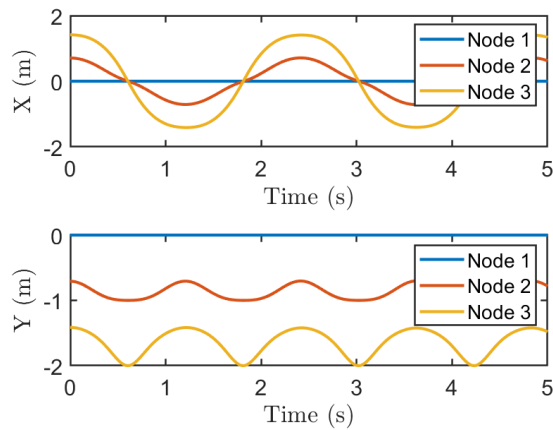 2
0
-2
X (m)
0 1 2 3 4 5
Time (s)
Node 1
Node 2
Node 3
0
-1
-2
Y (m)
0 1 2 3 4 5
Time (s)
Node 1
Node 2
Node 3